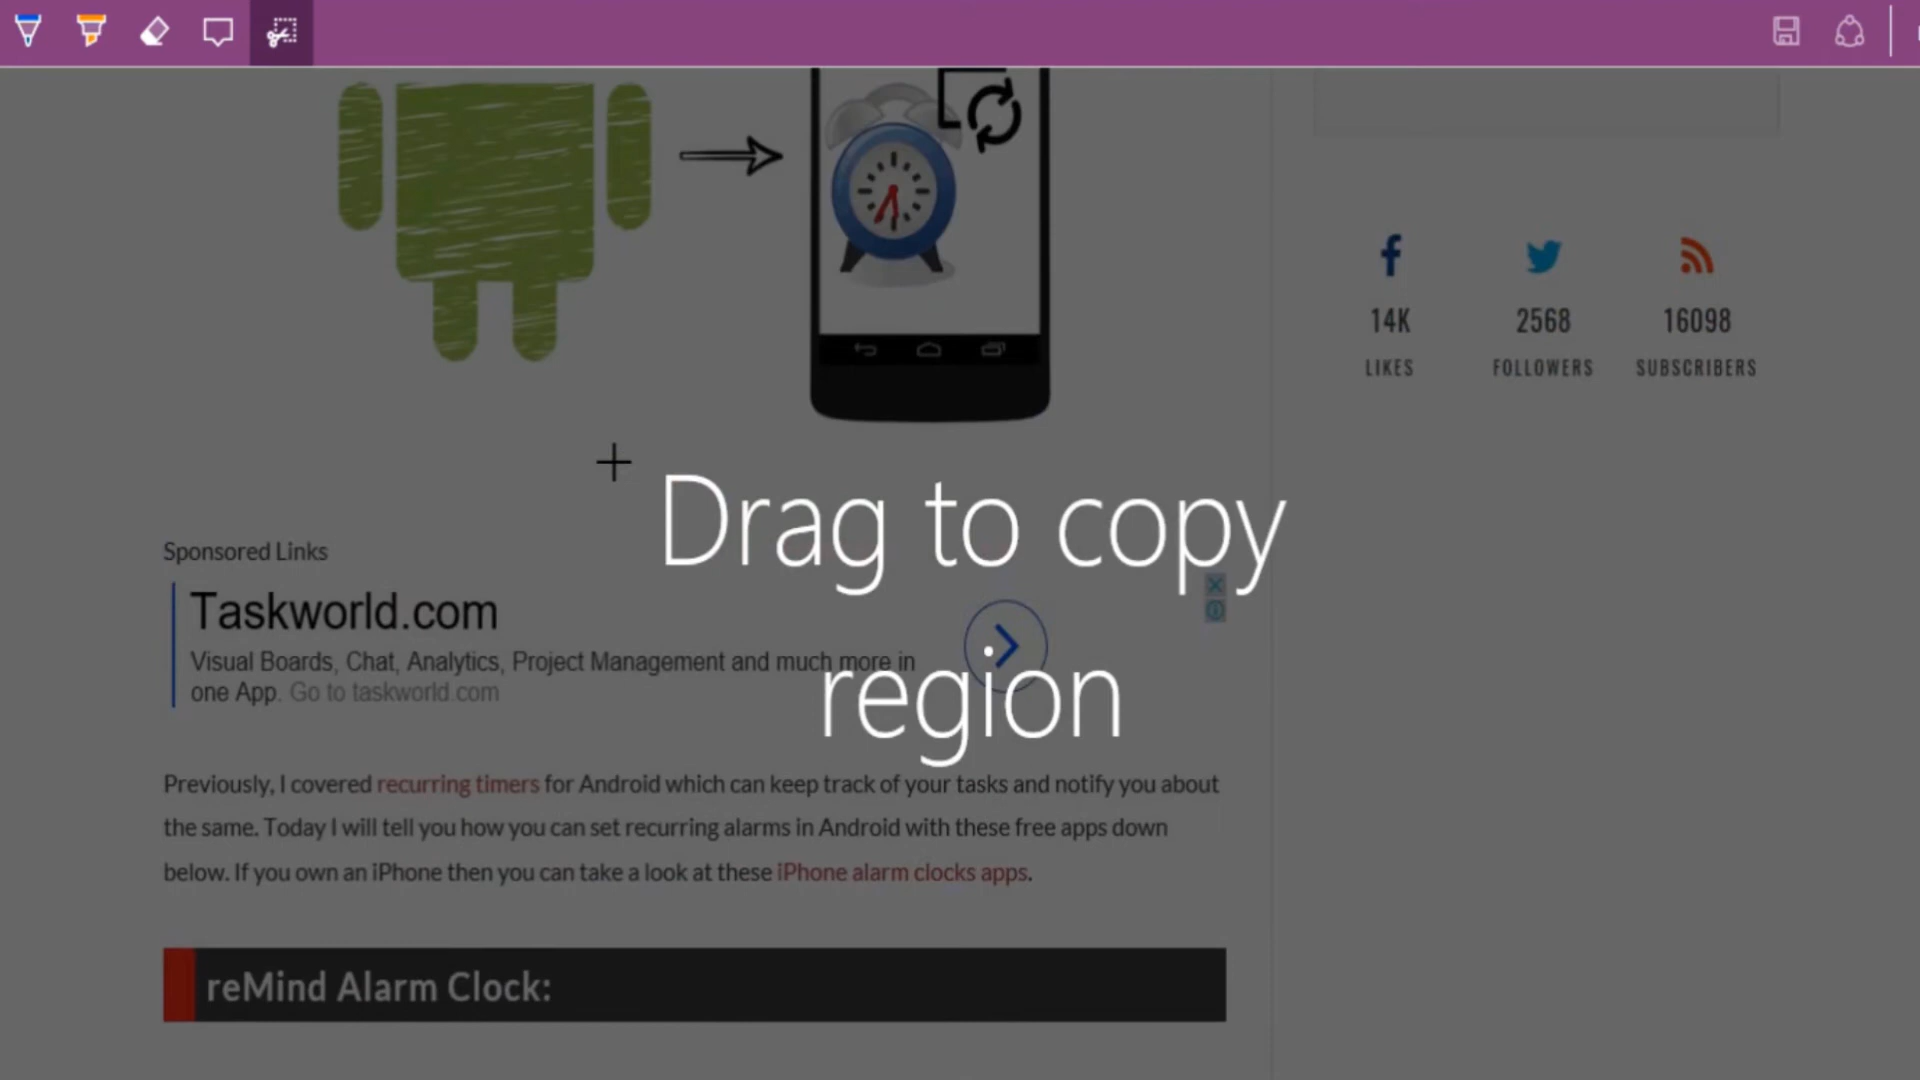 14K
2568
16098
LIKES
FOLLOWERS
SUBSCRIBERS
Drag to copy
region
Sponsored Links
Taskworld.com
Visual Boards, Chat, Analytics, Project Management and much more in
one App. Go to taskworld.com
Previously, I covered recurring timers for Android which can keep track of your tasks and notify you about
the same. Today I will tell you how you can set recurring alarms in Android with these free apps down
below. If you own an iPhone then you can take a look at these iPhone alarm clocks apps.
reMind Alarm Clock: